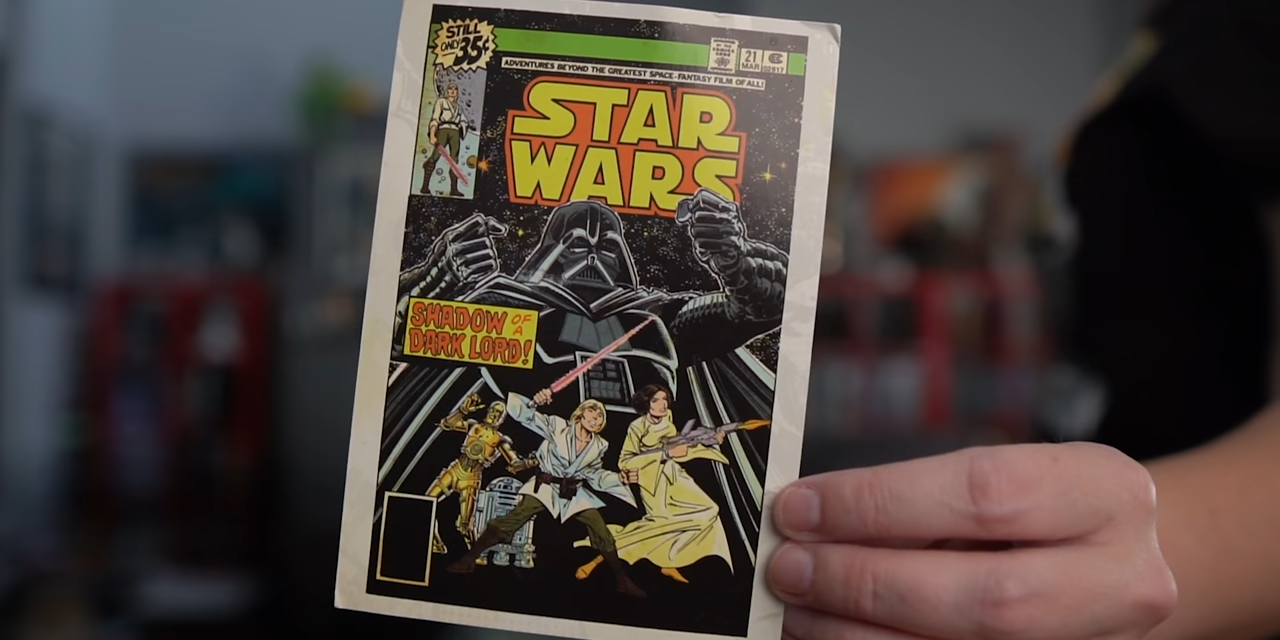 STILL
ONLY 35¢
21
MAR
02817
ADVENTURES BEYOND THE GREATEST SPACE-FANTASY FILM OF ALL!
STAR
WARS
SHADOW OF
A
DARK LORD!